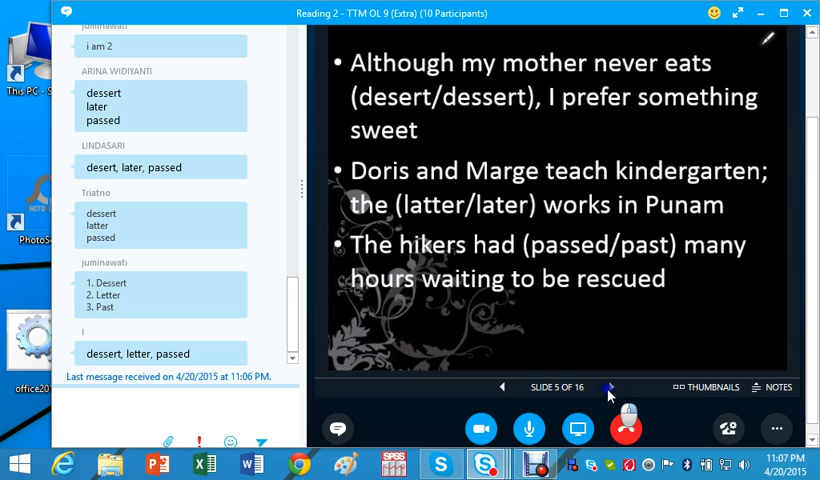 This PC - S
PhotoSc
office20
Reading 2 - TTM OL 9 (Extra) (10 Participants)
juminawati
i am 2
ARINA WIDIYANTI
dessert
later
passed
LINDASARI
desert, later, passed
Triatno
dessert
latter
passed
juminawati
1. Dessert
2. Letter
3. Past
I
dessert, letter, passed
Last message received on 4/20/2015 at 11:06 PM.
• Although my mother never eats
(desert/dessert), I prefer something
sweet
• Doris and Marge teach kindergarten;
the (latter/later) works in Punam
• The hikers had (passed/past) many
hours waiting to be rescued
SLIDE 5 OF 16
THUMBNAILS
NOTES
SPSS
11:07 PM
4/20/2015